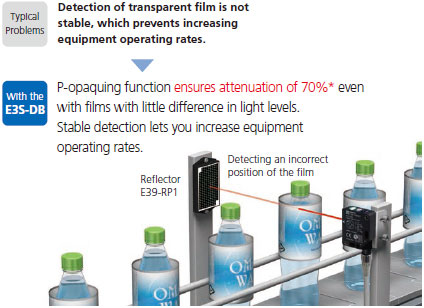 Typical
Problems
Detection of transparent film is not
stable, which prevents increasing
equipment operating rates.
With the
E3S-DB
P-opaquing function ensures attenuation of 70%* even
with films with little difference in light levels.
Stable detection lets you increase equipment
operating rates.
Detecting an incorrect
position of the film
Reflector
E39-RP1